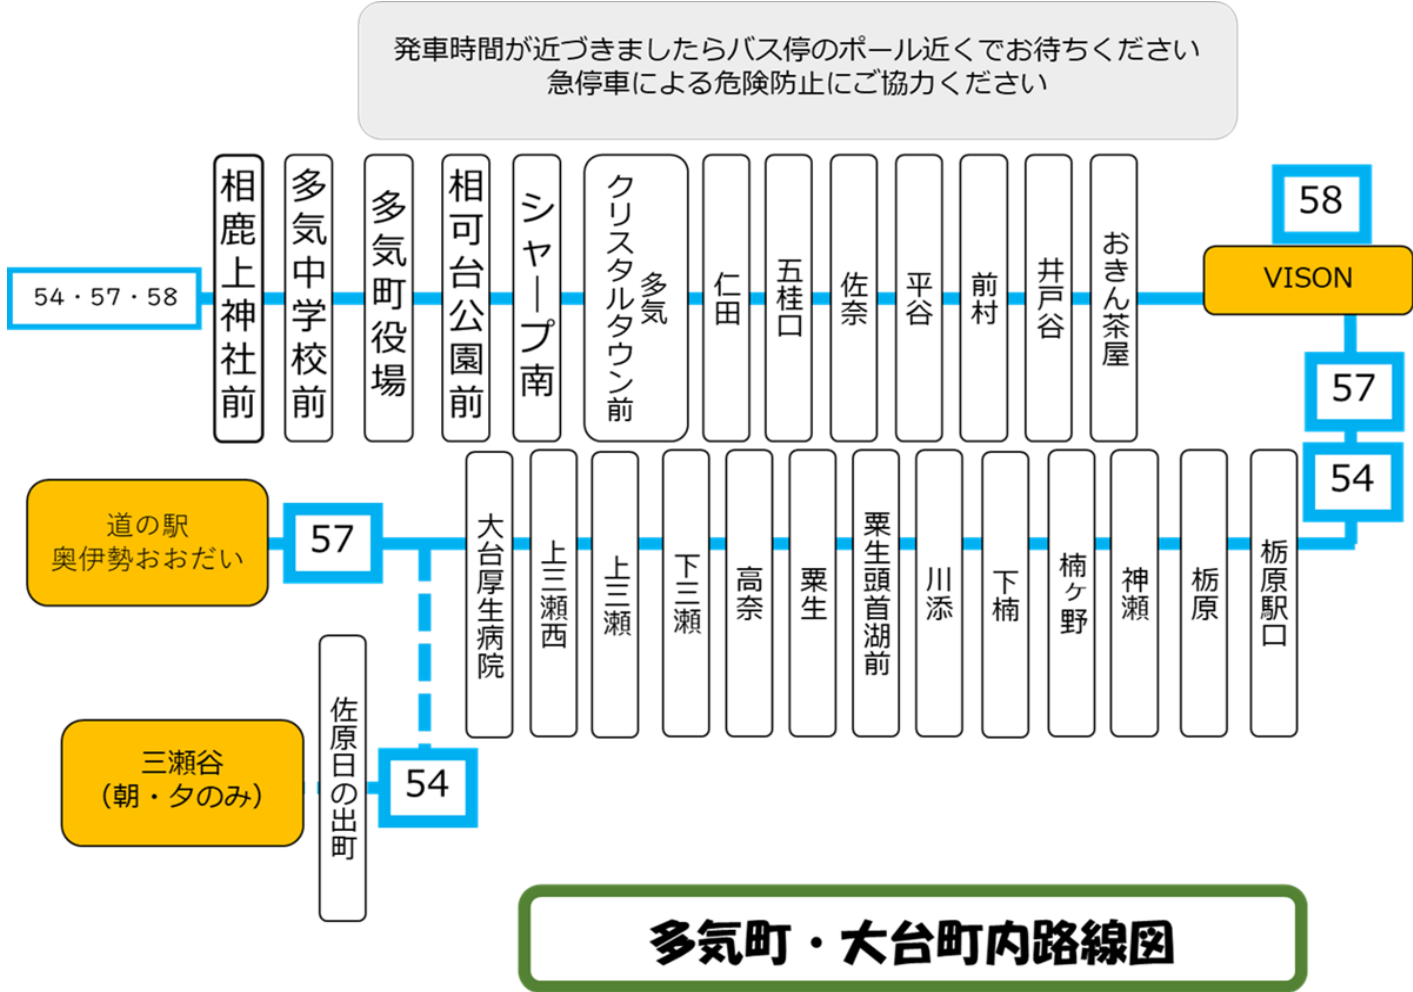 発車時間が近づきましたらバス停のポール近くでお待ちください
急停車による危険防止にご協力ください
54・57・58
相鹿上神社前
多気中学校前
多気町役場
相可台公園前
シャープ南
多気
クリスタルタウン前
仁田
五桂口
佐奈
平谷
前村
井戸谷
おきん茶屋
58
VISON
57
54
栃原駅口
栃原
神瀬
楠ヶ野
下楠
川添
粟生頭首湖前
粟生
高奈
下三瀬
上三瀬
上三瀬西
大台厚生病院
57
道の駅
奥伊勢おおだい
54
佐原日の出町
三瀬谷
（朝・夕のみ）
多気町・大台町内路線図